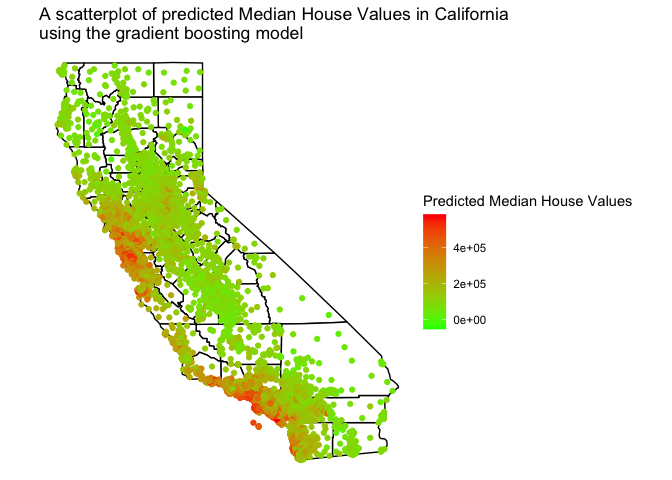 A scatterplot of predicted Median House Values in California
using the gradient boosting model
Predicted Median House Values
4e+05
2e+05
0e+00